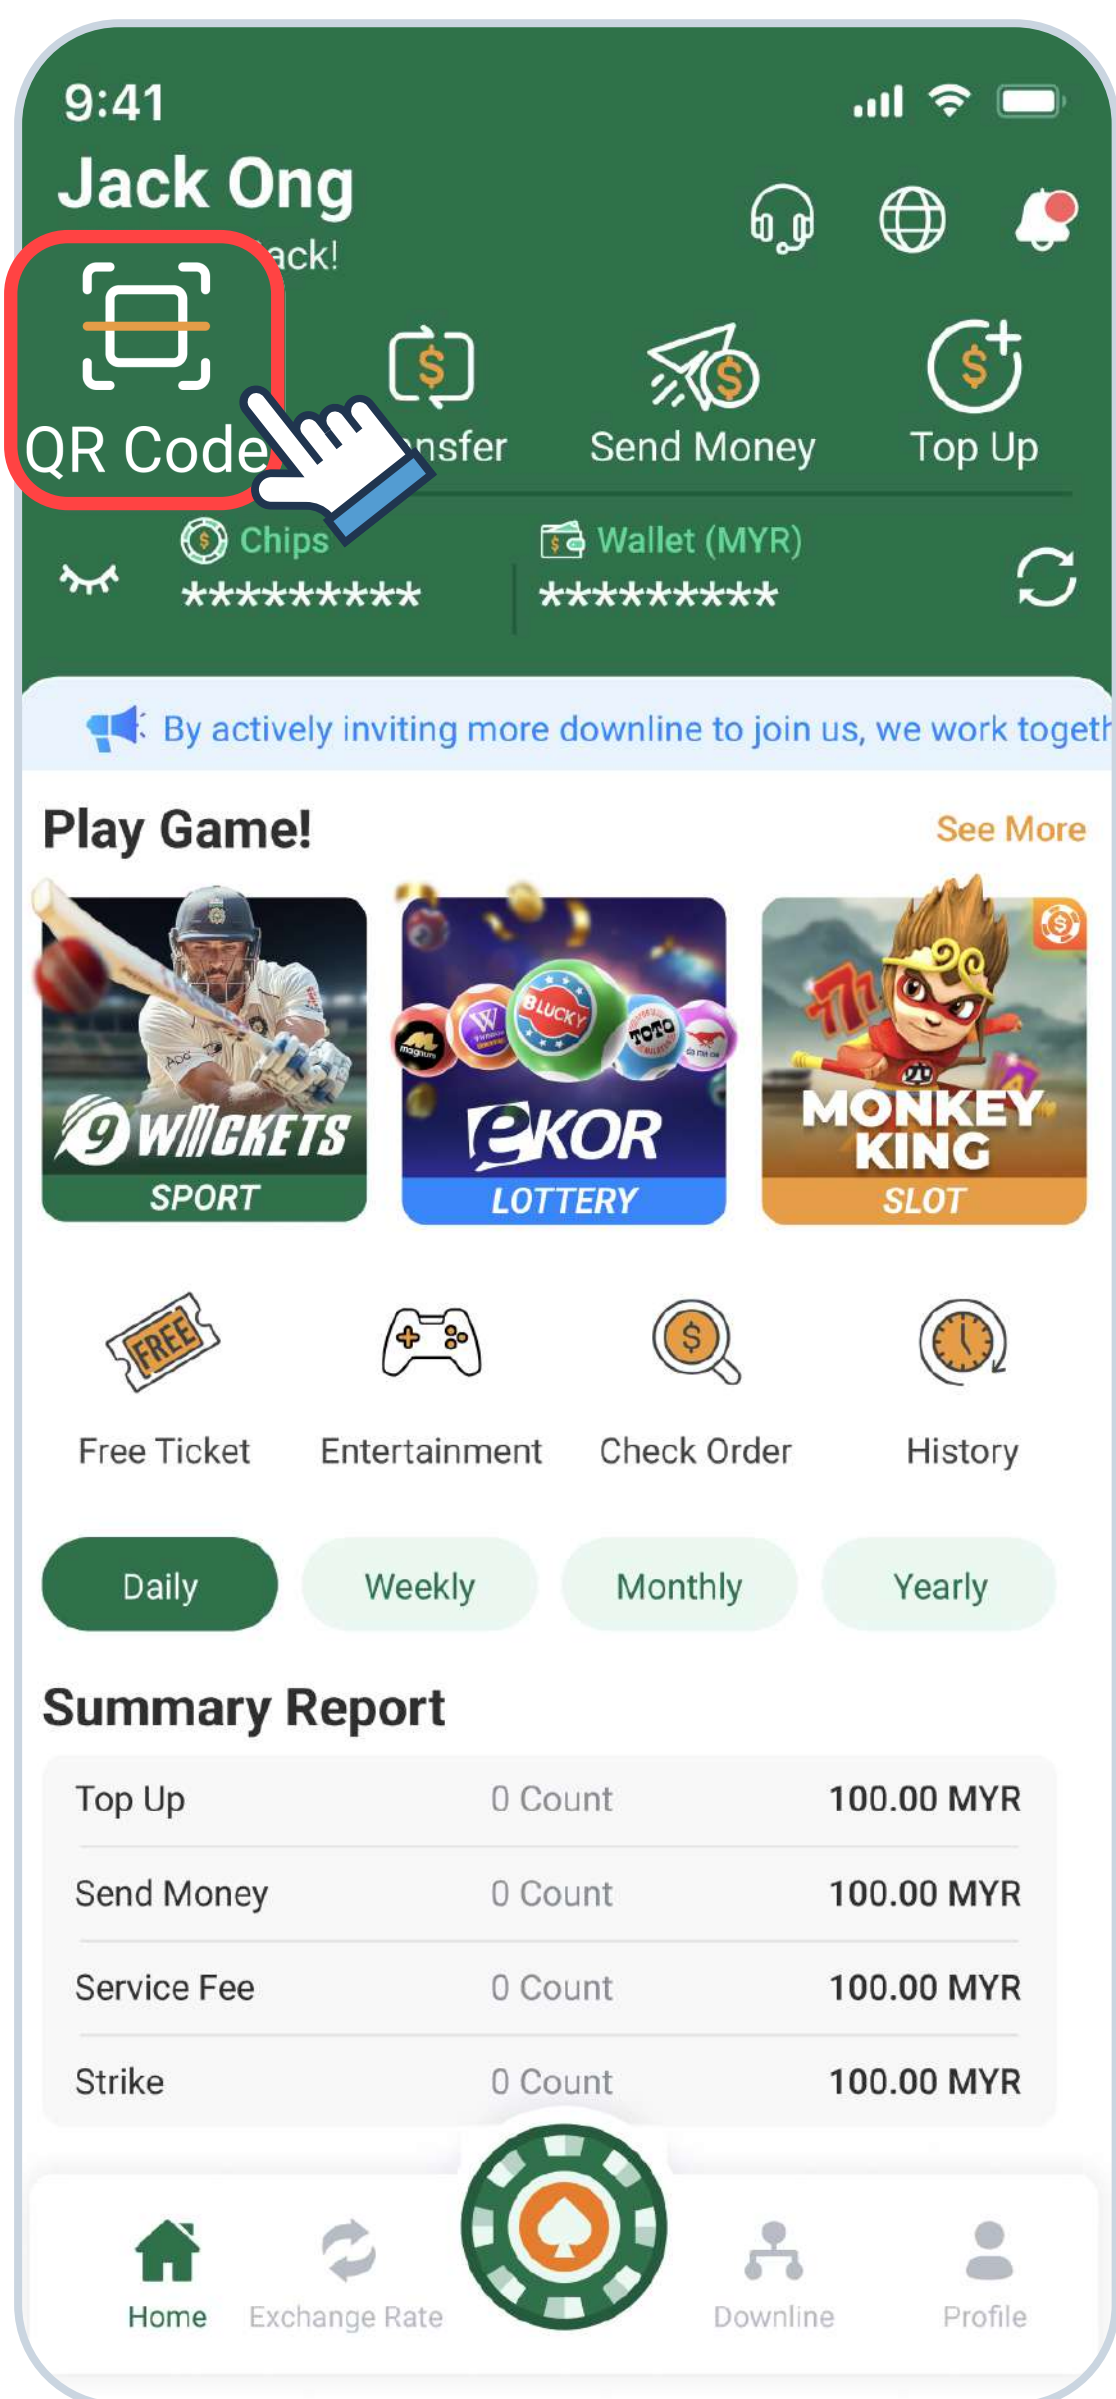 9:41
Jack Ong
ack!
QR Code
nsfer
Send Money
Top Up
Chips
Wallet (MYR)
*********
*********
By actively inviting more downline to join us, we work togeth
Play Game!
See More
9WICKETS
SPORT
magnum
W
BLUCKY
TOTO
eKOR
LOTTERY
777
MONKEY
KING
SLOT
FREE
Free Ticket
Entertainment
Check Order
History
Daily
Weekly
Monthly
Yearly
Summary Report
Top Up 0 Count 100.00 MYR
Send Money 0 Count 100.00 MYR
Service Fee 0 Count 100.00 MYR
Strike 0 Count 100.00 MYR
Home
Exchange Rate
Downline
Profile